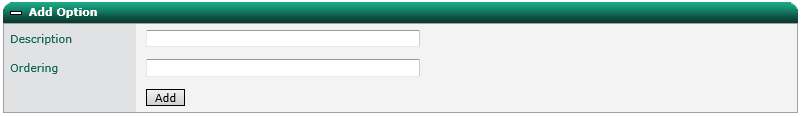 Add Option
Description
Ordering
Add